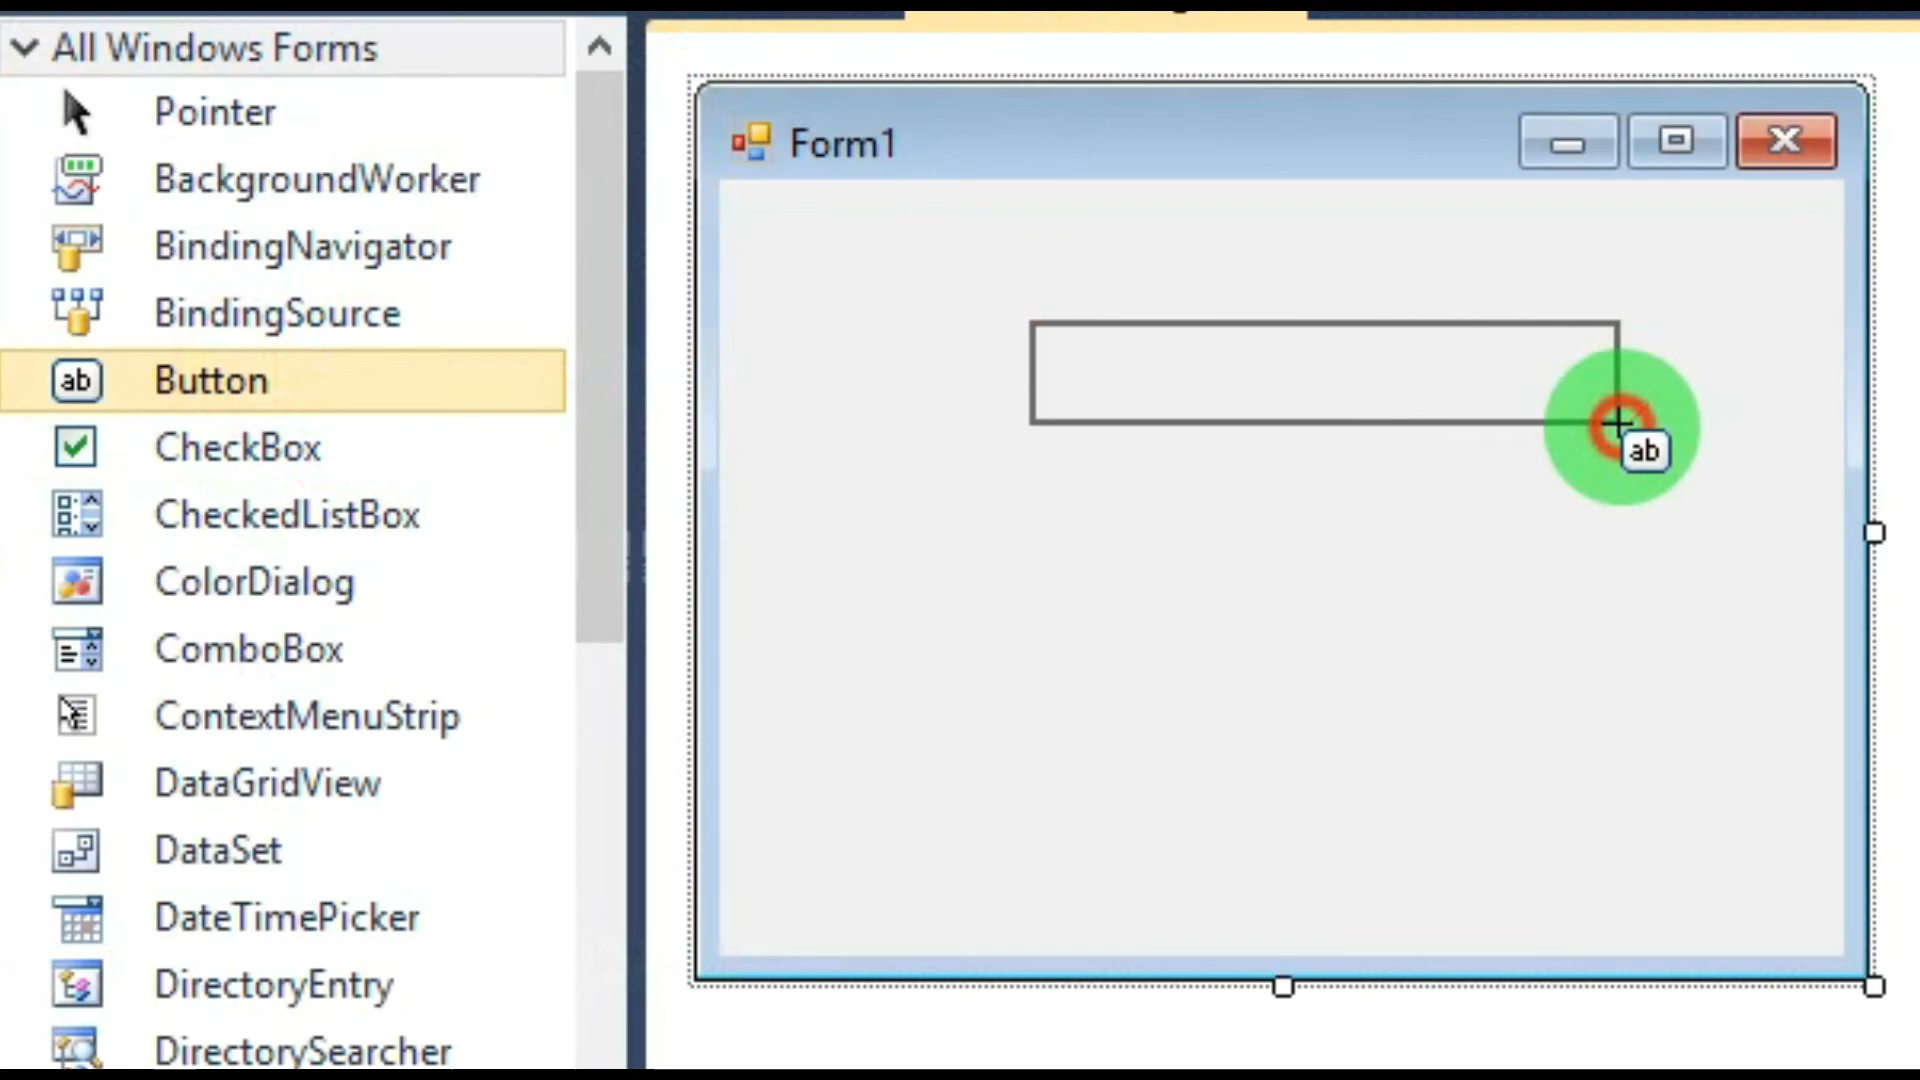 All Windows Forms
Pointer
BackgroundWorker
BindingNavigator
BindingSource
ab Button
CheckBox
CheckedListBox
ColorDialog
ComboBox
ContextMenuStrip
DataGridView
DataSet
DateTimePicker
DirectoryEntry
DirectorySearcher
Form1
ab